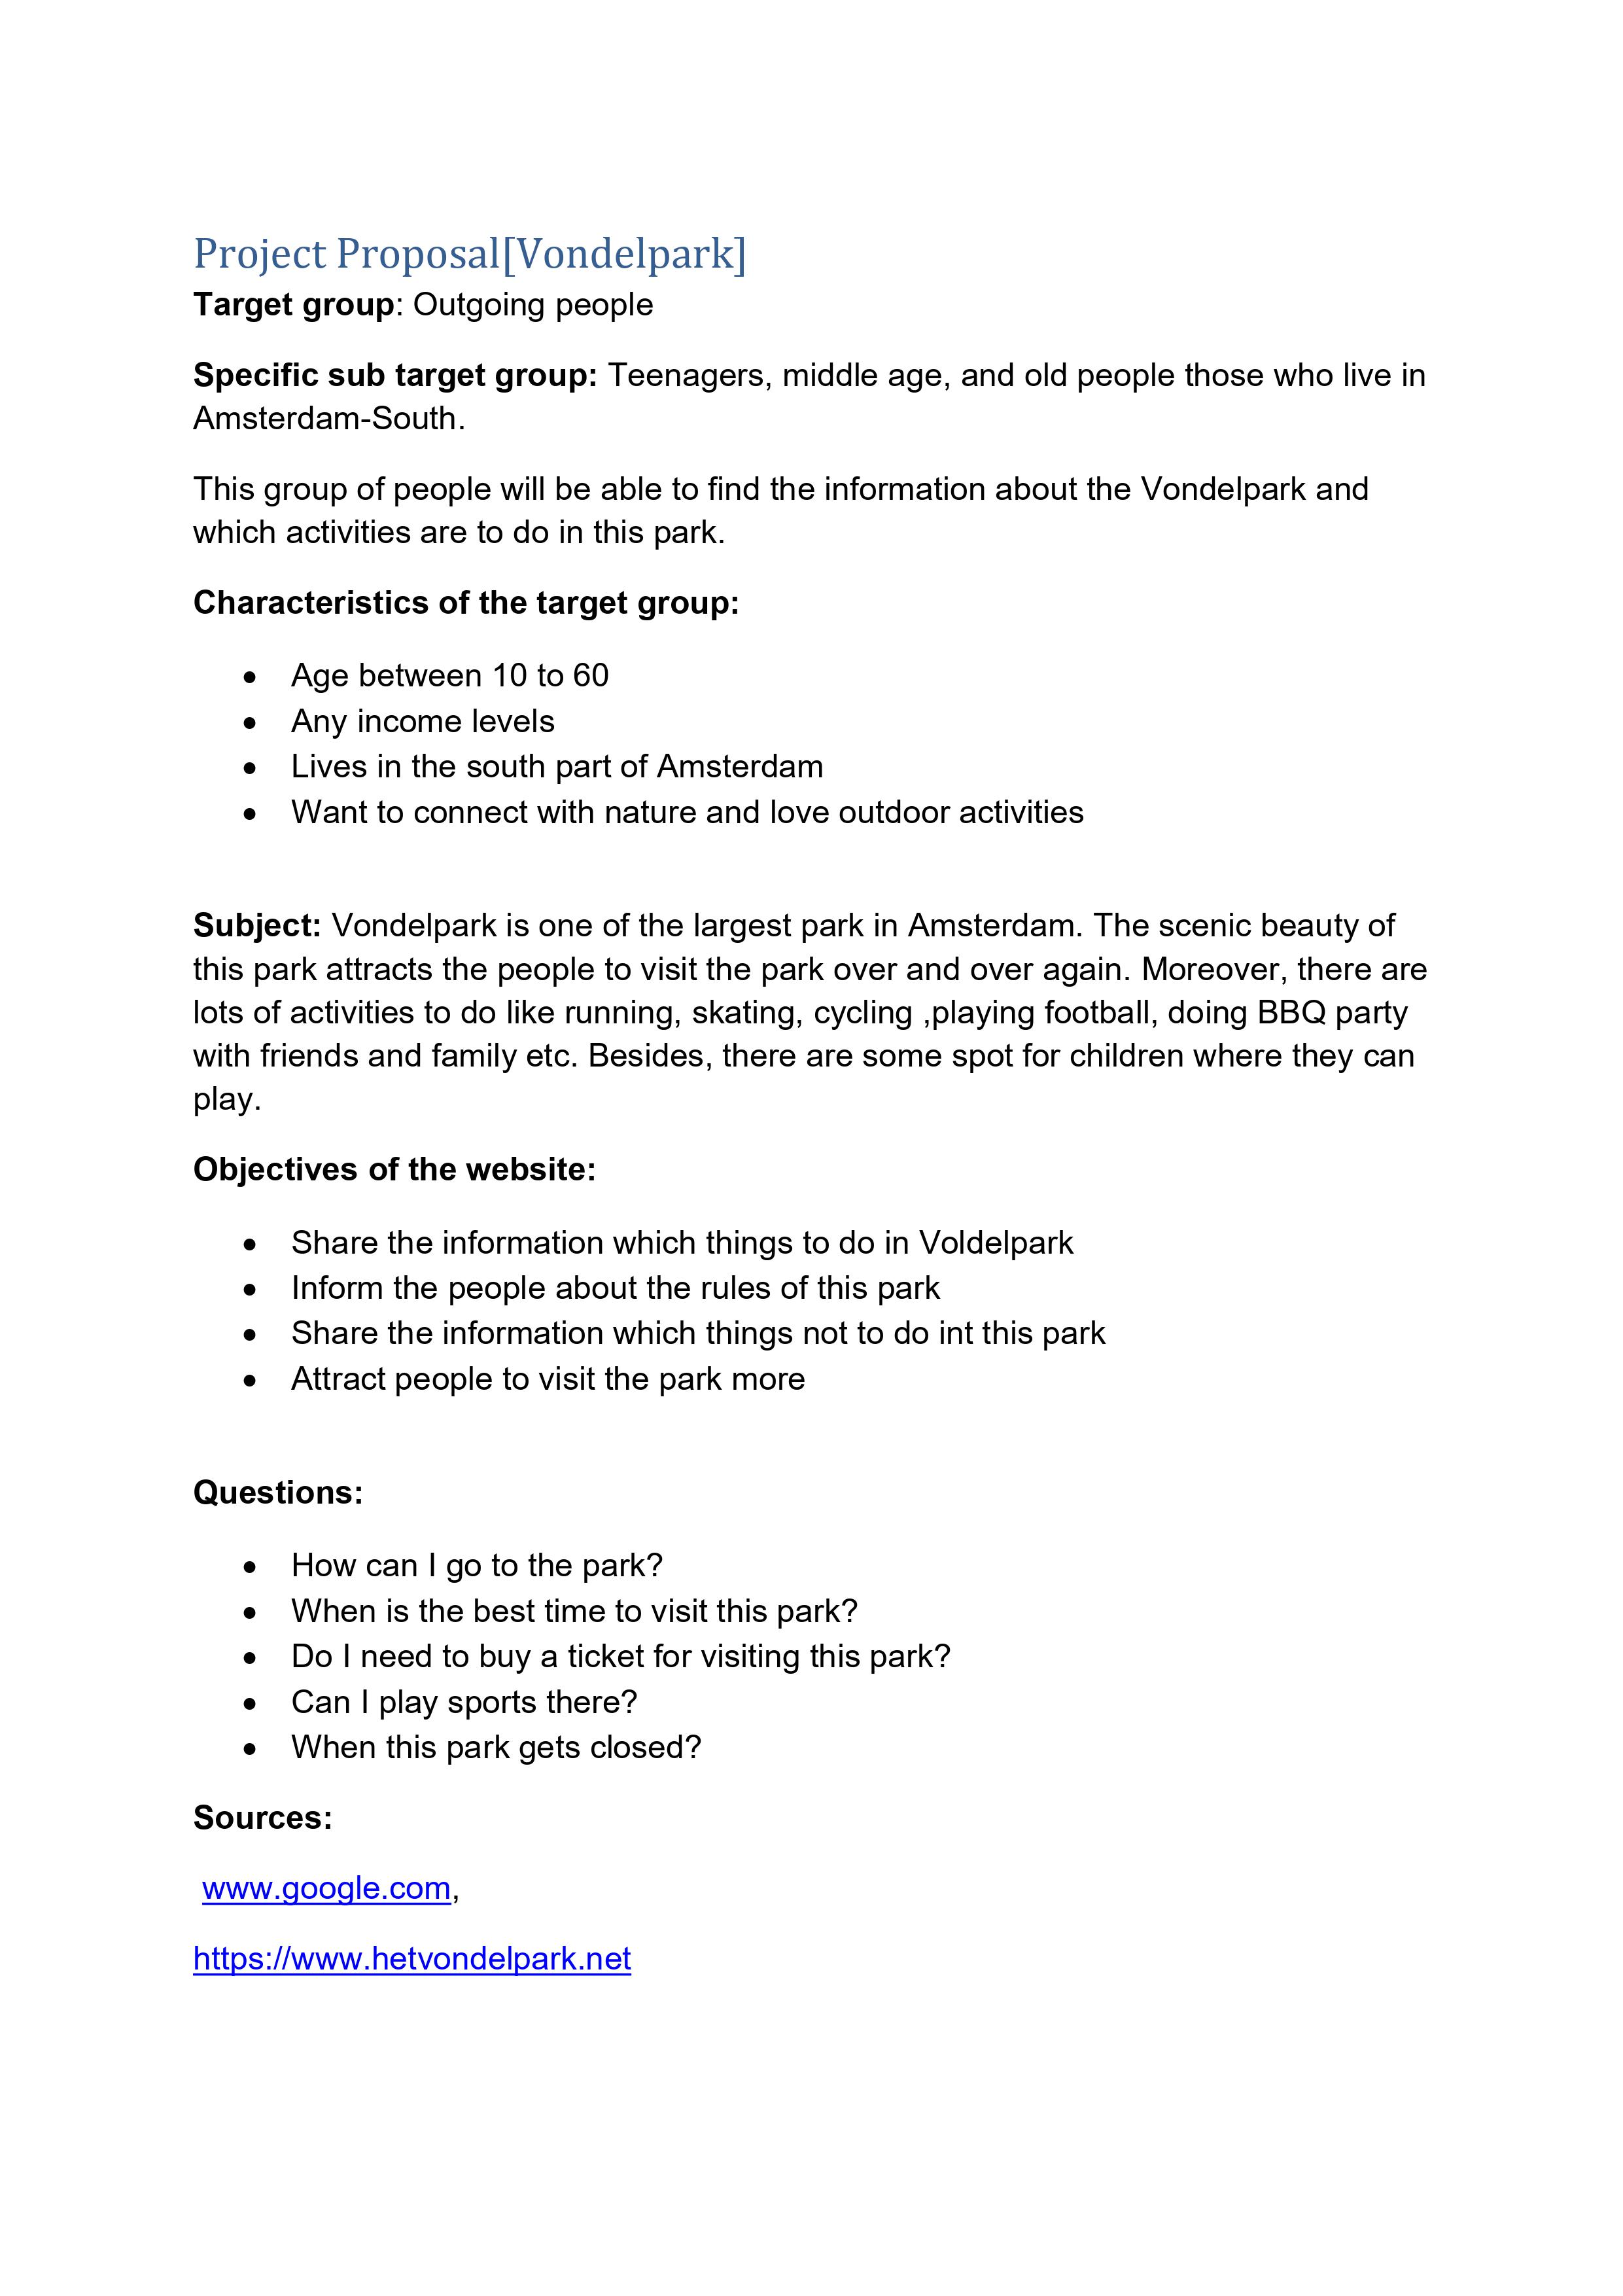 Project Proposal[Vondelpark]
Target group: Outgoing people
Specific sub target group: Teenagers, middle age, and old people those who live in
Amsterdam-South.
This group of people will be able to find the information about the Vondelpark and
which activities are to do in this park.
Characteristics of the target group:
• Age between 10 to 60
• Any income levels
• Lives in the south part of Amsterdam
• Want to connect with nature and love outdoor activities
Subject: Vondelpark is one of the largest park in Amsterdam. The scenic beauty of
this park attracts the people to visit the park over and over again. Moreover, there are
lots of activities to do like running, skating, cycling ,playing football, doing BBQ party
with friends and family etc. Besides, there are some spot for children where they can
play.
Objectives of the website:
• Share the information which things to do in Voldelpark
• Inform the people about the rules of this park
• Share the information which things not to do int this park
• Attract people to visit the park more
Questions:
• How can I go to the park?
• When is the best time to visit this park?
• Do I need to buy a ticket for visiting this park?
• Can I play sports there?
• When this park gets closed?
Sources:
www.google.com,
https://www.hetvondelpark.net